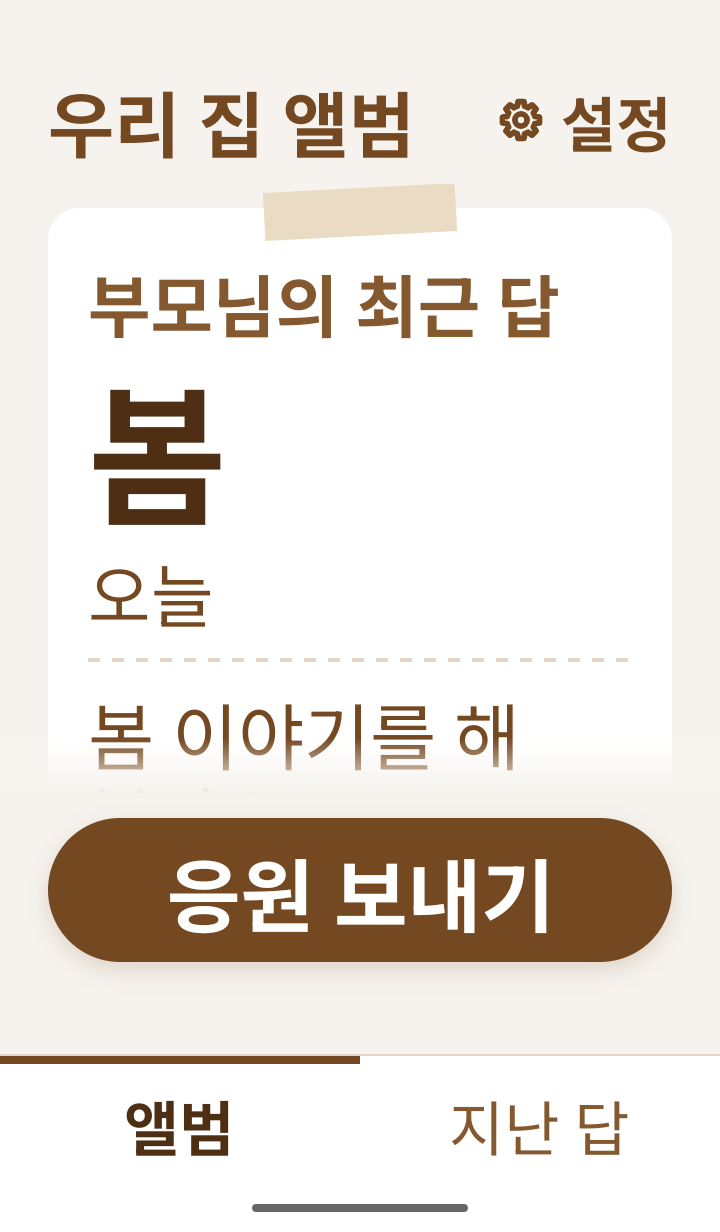 우리 집 앨범
설정
부모님의 최근 답
봄
오늘
봄 이야기를 해
응원 보내기
앨범
지난 답